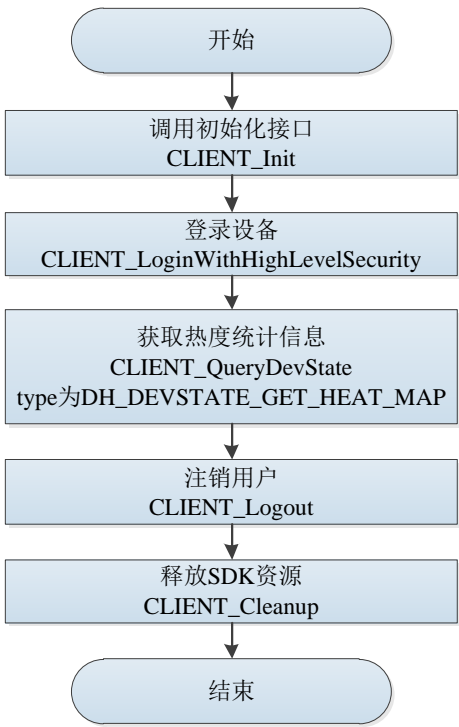 开始
调用初始化接口
CLIENT_Init
登录设备
CLIENT_LoginWithHighLevelSecurity
获取热度统计信息
CLIENT_QueryDevState
type为DH_DEVSTATE_GET_HEAT_MAP
注销用户
CLIENT_Logout
释放SDK资源
CLIENT_Cleanup
结束